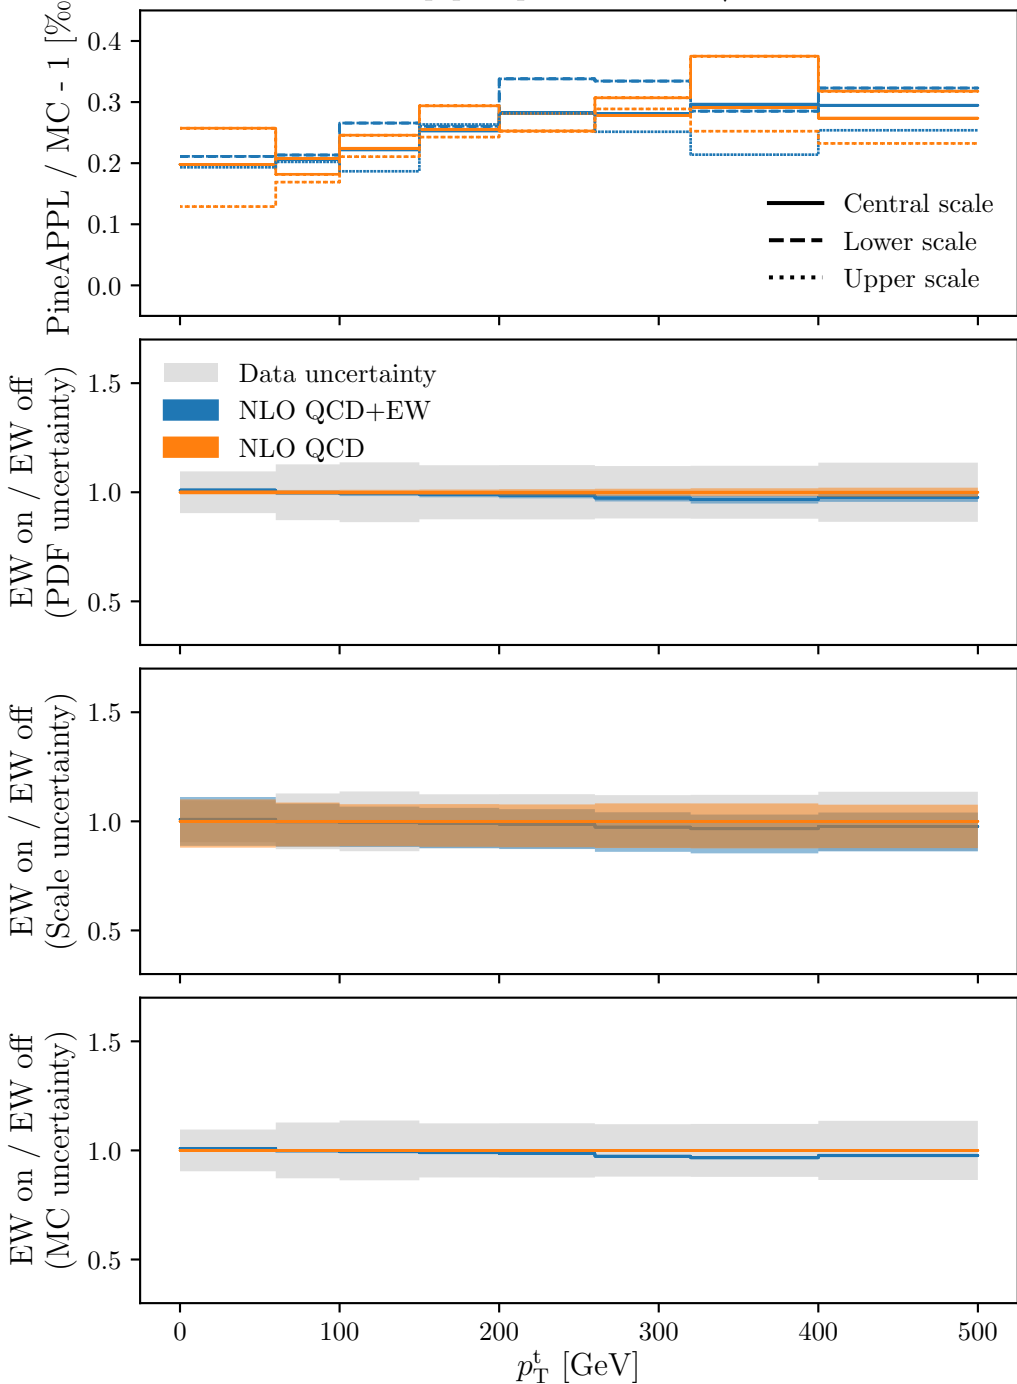 PineAPPL / MC - 1 [‰
0.4
0.3
0.2
0.1
0.0
Central scale
Lower scale
Upper scale
EW on / EW off
(PDF uncertainty)
1.5
1.0
0.5
Data uncertainty
NLO QCD+EW
NLO QCD
EW on / EW off
(Scale uncertainty)
1.5
1.0
0.5
EW on / EW off
(MC uncertainty)
1.5
1.0
0.5
0 100 200 300 400 500
p_T^t [GeV]